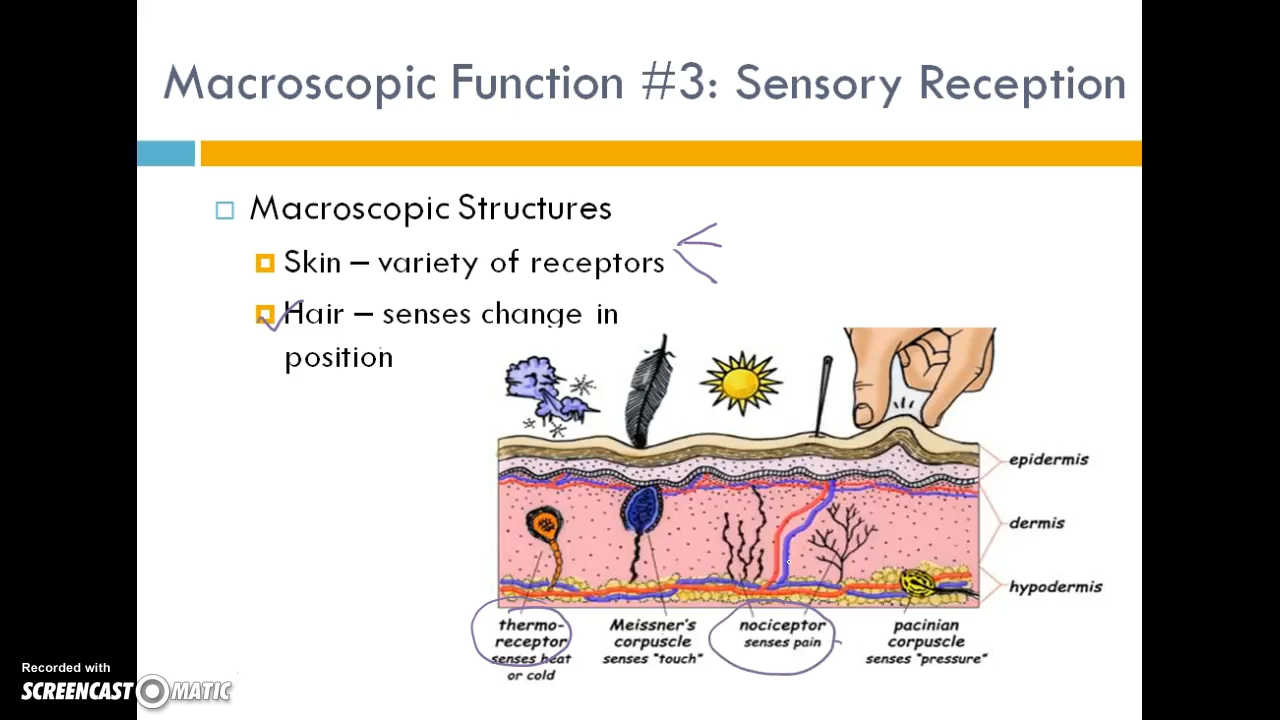 Macroscopic Function #3: Sensory Reception
Macroscopic Structures
Skin – variety of receptors
Hair – senses change in
position
epidermis
dermis
hypodermis
thermo-
receptor
senses heat
or cold
Meissner's
corpuscle
senses "touch"
nociceptor
senses pain
pacinian
corpuscle
senses "pressure"
Recorded with
SCREENCAST MATIC